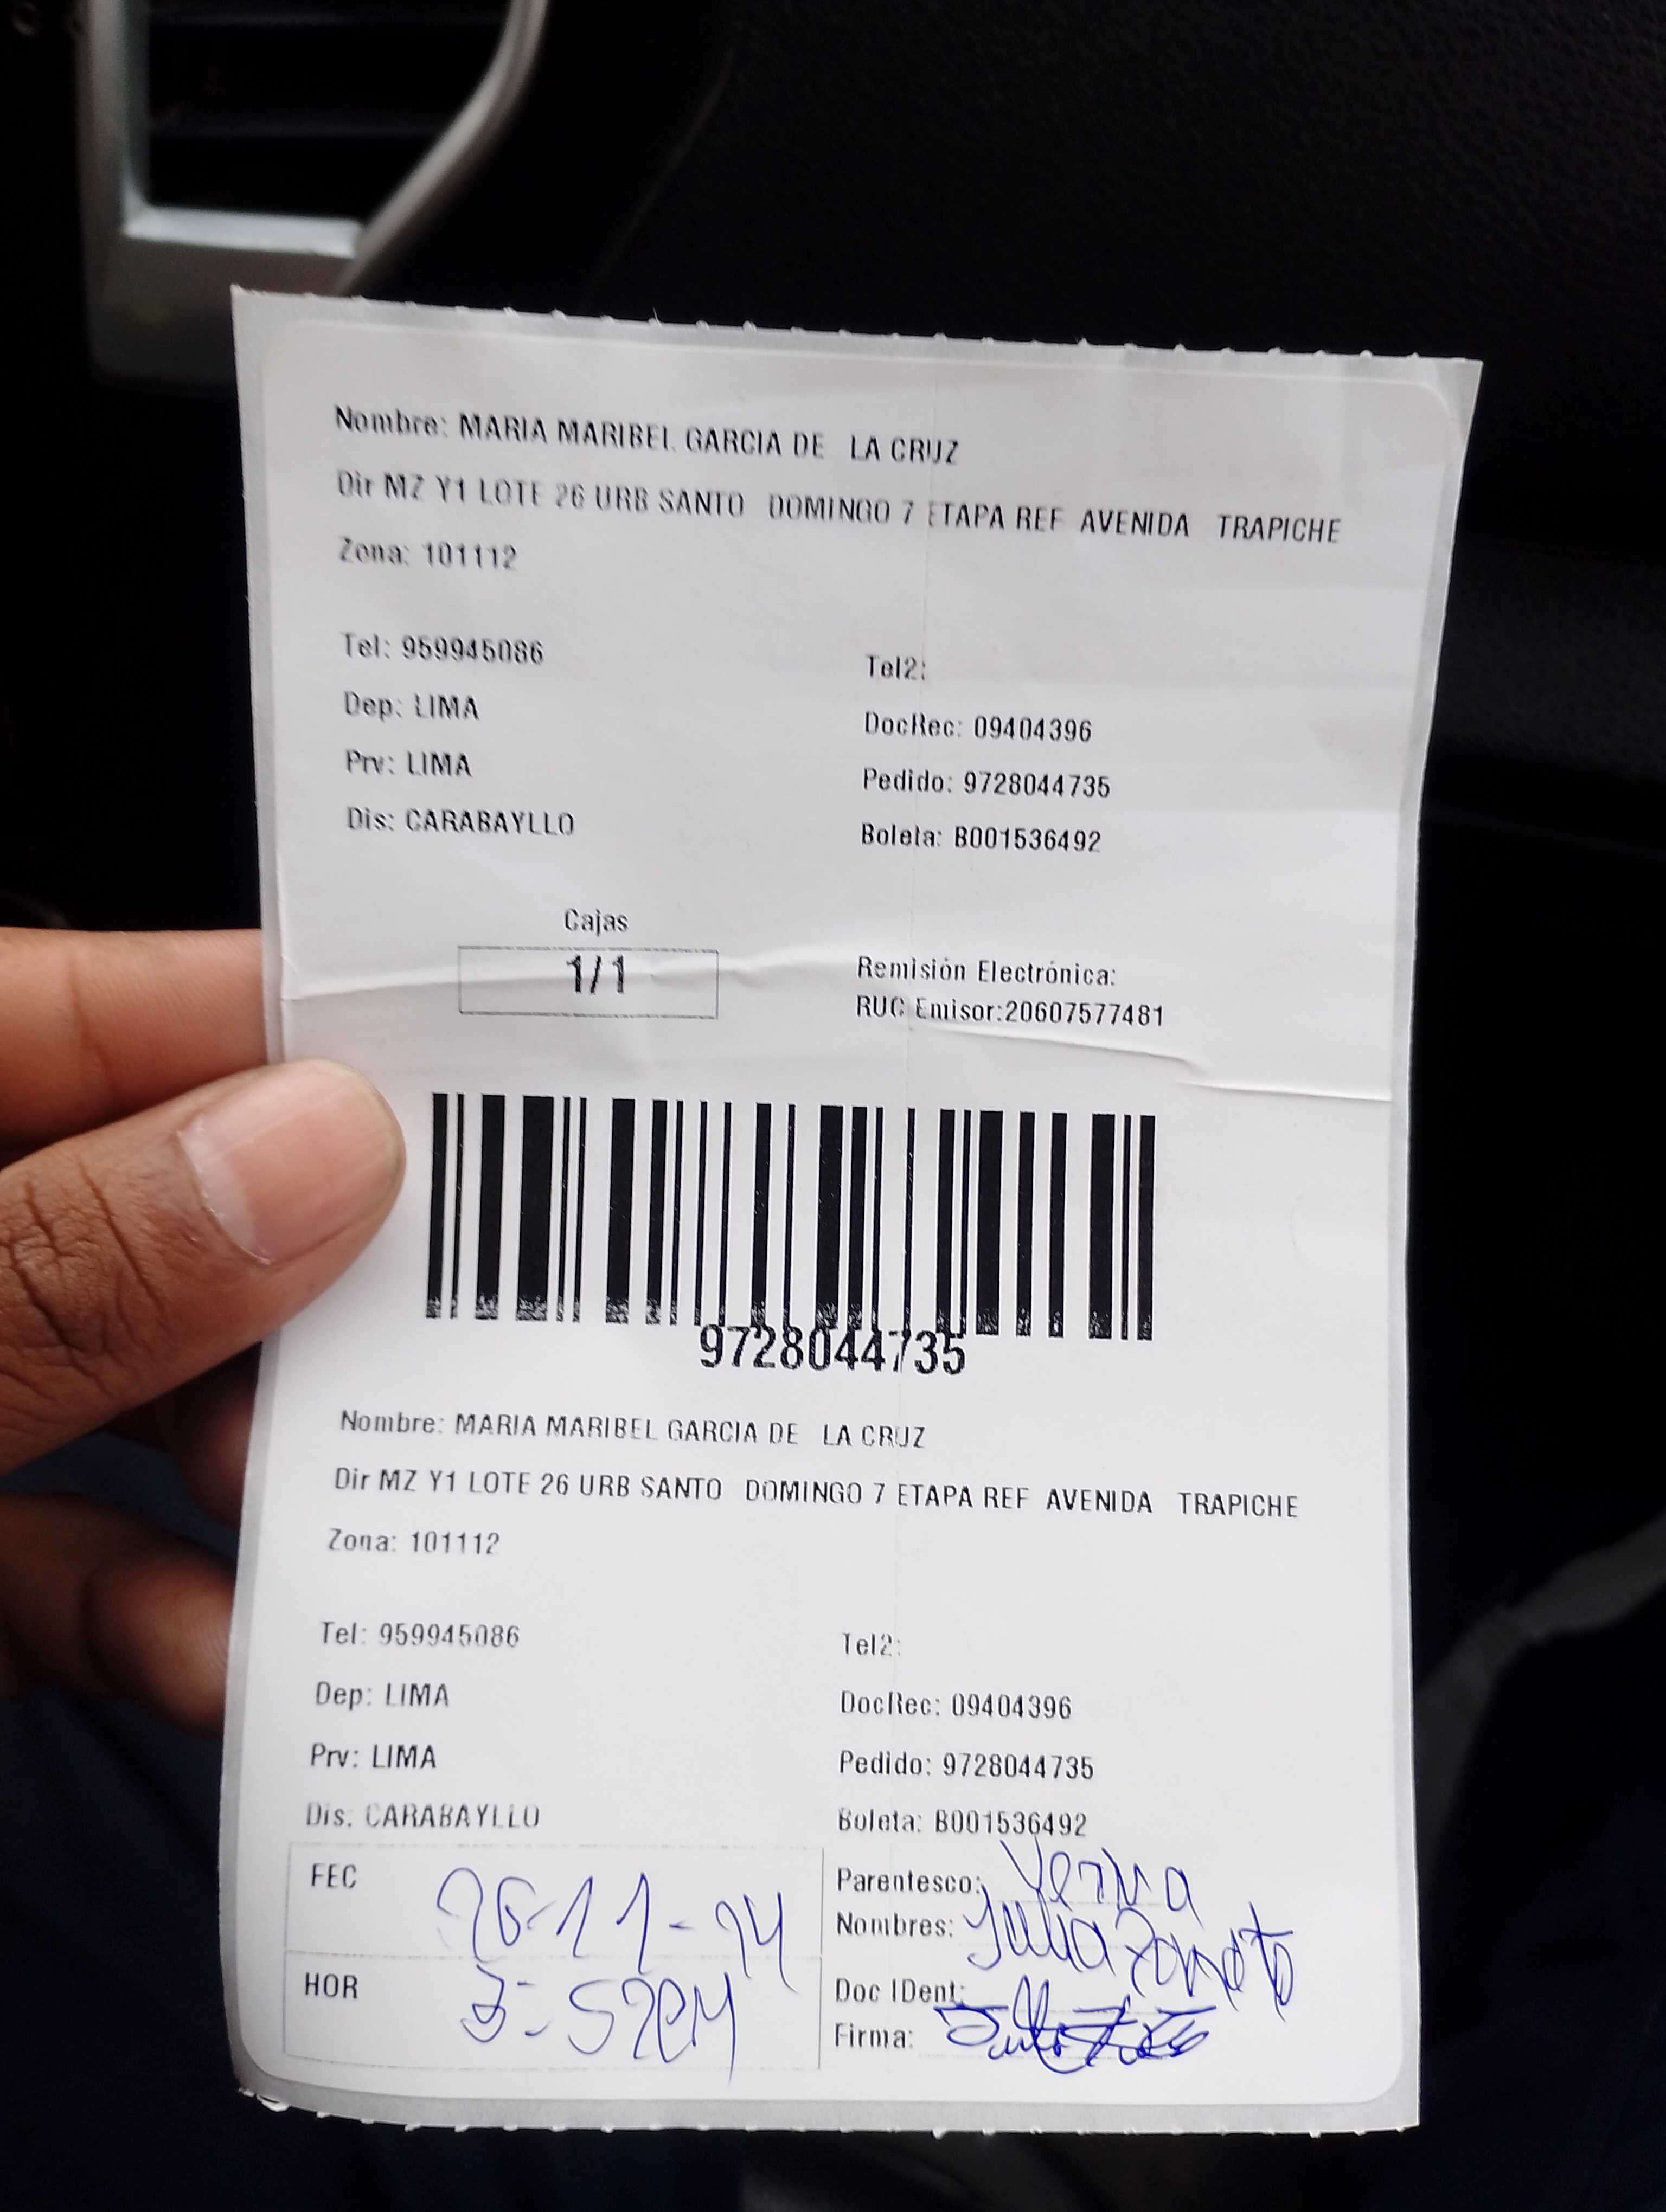 Nombre: MARIA MARIBEL GARCIA DE LA CRUZ
Dir MZ Y1 LOTE 26 URB SANTO DOMINGO 7 ETAPA REF AVENIDA TRAPICHE
Zona: 101112
Tel: 959945086
Tel2:
Dep: LIMA
DocRec: 09404396
Prv: LIMA
Pedido: 9728044735
Dis: CARABAYLLO
Boleta: B001536492
Cajas
1/1
Remisión Electrónica:
RUC Emisor:20607577481
9728044735
Nombre: MARIA MARIBEL GARCIA DE LA CRUZ
Dir MZ Y1 LOTE 26 URB SANTO DOMINGO 7 ETAPA REF AVENIDA TRAPICHE
Zona: 101112
Tel: 959945086
Tel2:
Dep: LIMA
DocRec: 09404396
Prv: LIMA
Pedido: 9728044735
Dis: CARABAYLLO
Boleta: B001536492
FEC 26-11-24
Parentesco:
Nombres: Julia
HOR
Doc IDent:
Firma: